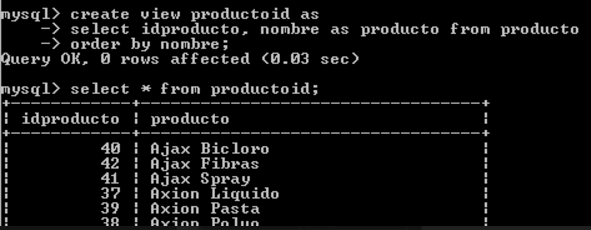 mysql> create view productoid as
    -> select idproducto, nombre as producto from producto
    -> order by nombre;
Query OK, 0 rows affected (0.03 sec)
mysql> select * from productoid;
+------------+----------------------------------+
| idproducto | producto                         |
+------------+----------------------------------+
|         40 | Ajax Bicloro                     |
|         42 | Ajax Fibras                      |
|         41 | Ajax Spray                       |
|         37 | Axion Liquido                    |
|         39 | Axion Pasta                      |
|         38 | Axion Polvo                      |